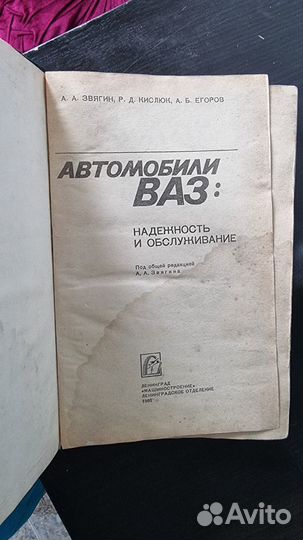 А. А. ЗВЯГИН, Р. Д. КИСЛЮК, А. Б. ЕГОРОВ
АВТОМОБИЛИ
ВАЗ:
НАДЕЖНОСТЬ
И ОБСЛУЖИВАНИЕ
Под общей редакцией
А. А. Звягина
ЛЕНИНГРАД
«МАШИНОСТРОЕНИЕ»
ЛЕНИНГРАДСКОЕ ОТДЕЛЕНИЕ
Avito